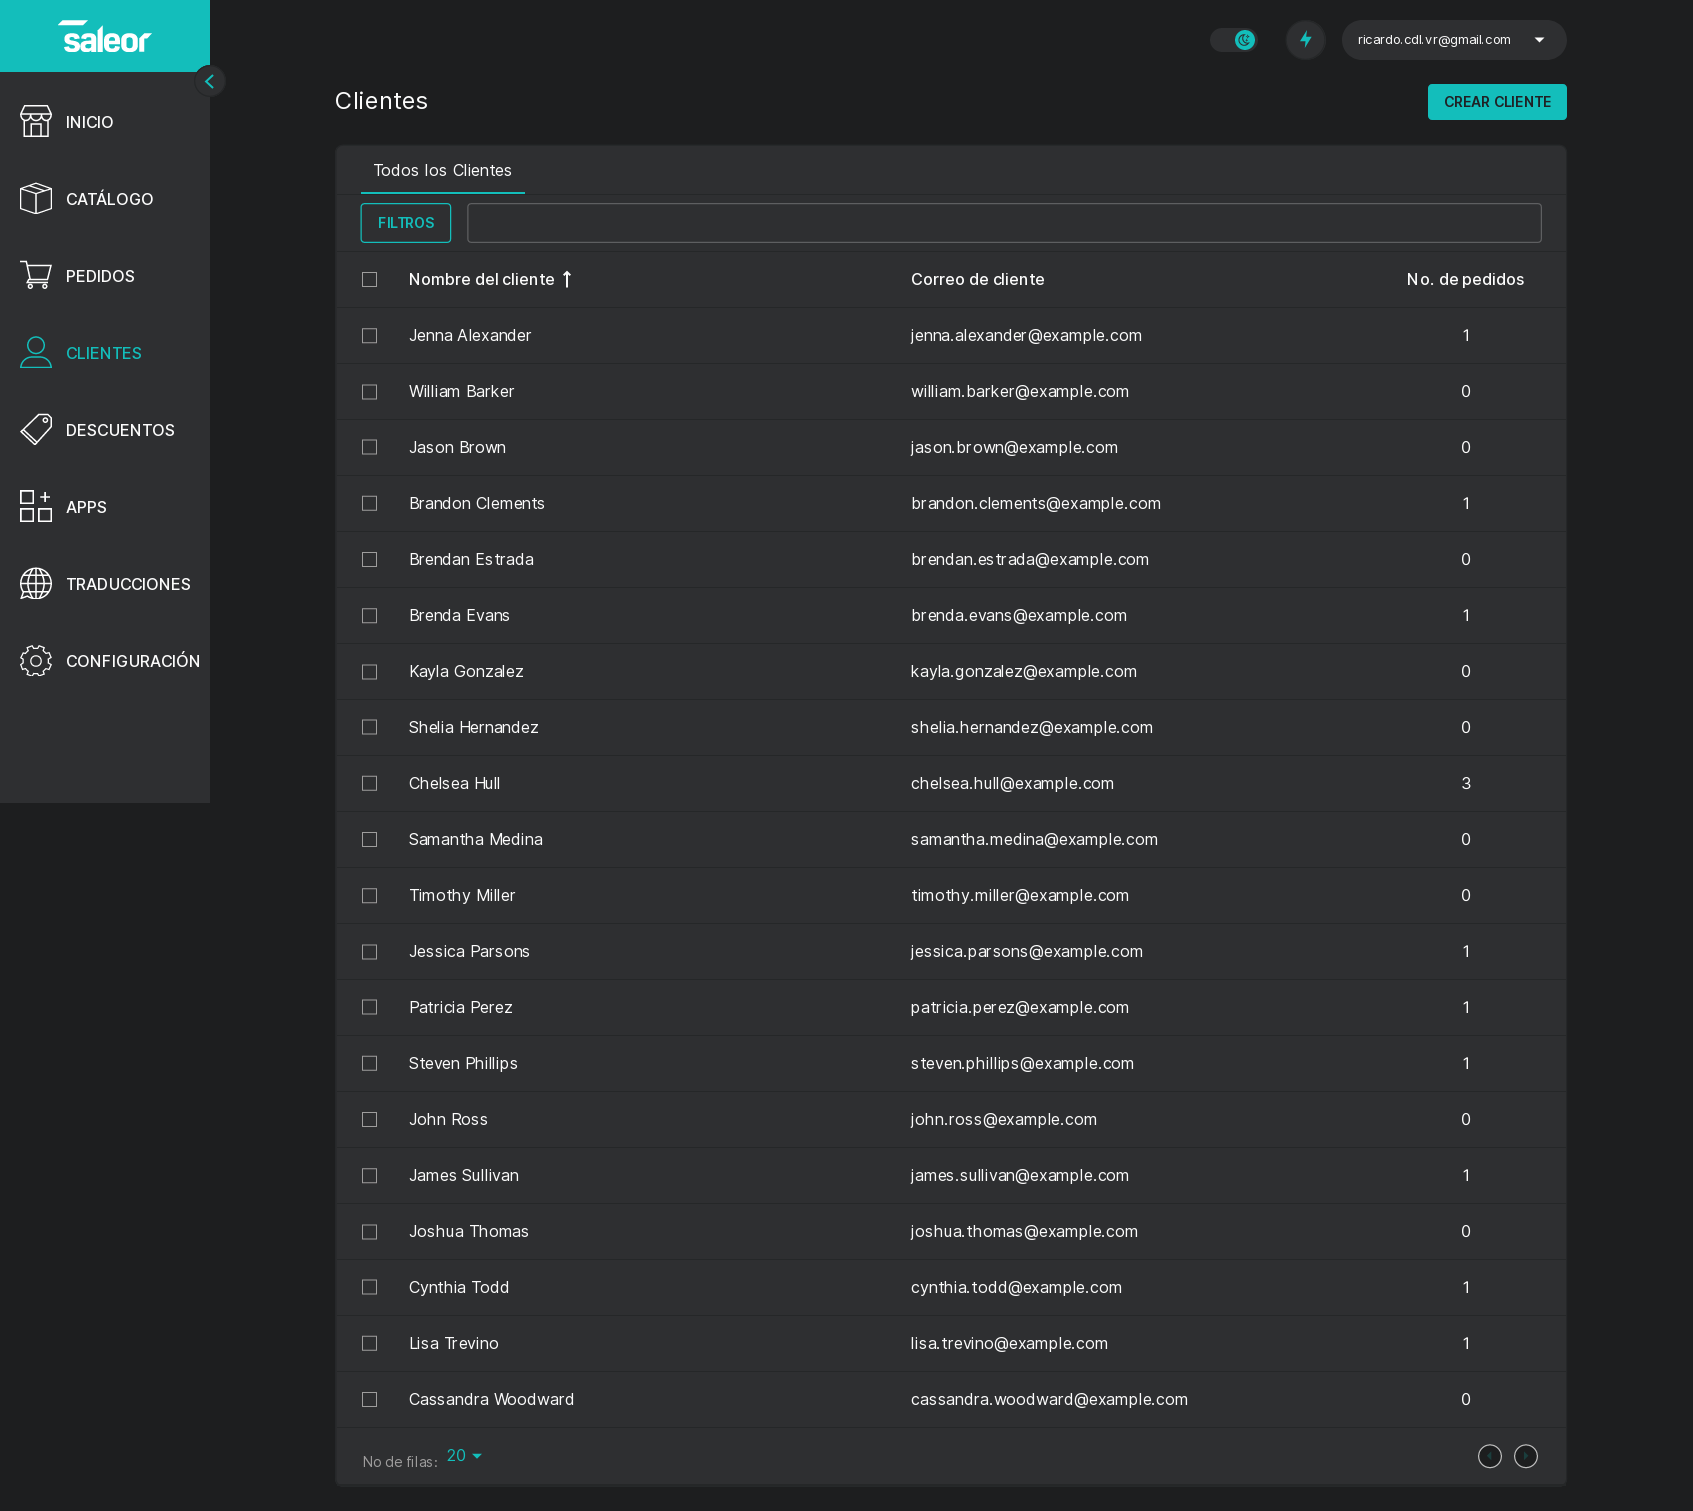 saleor
ricardo.cdl.vr@gmail.com
Clientes
CREAR CLIENTE
INICIO
CATÁLOGO
PEDIDOS
CLIENTES
DESCUENTOS
APPS
TRADUCCIONES
CONFIGURACIÓN
Todos los Clientes
FILTROS
Nombre del cliente Correo de cliente No. de pedidos
Jenna Alexander jenna.alexander@example.com 1
William Barker william.barker@example.com 0
Jason Brown jason.brown@example.com 0
Brandon Clements brandon.clements@example.com 1
Brendan Estrada brendan.estrada@example.com 0
Brenda Evans brenda.evans@example.com 1
Kayla Gonzalez kayla.gonzalez@example.com 0
Shelia Hernandez shelia.hernandez@example.com 0
Chelsea Hull chelsea.hull@example.com 3
Samantha Medina samantha.medina@example.com 0
Timothy Miller timothy.miller@example.com 0
Jessica Parsons jessica.parsons@example.com 1
Patricia Perez patricia.perez@example.com 1
Steven Phillips steven.phillips@example.com 1
John Ross john.ross@example.com 0
James Sullivan james.sullivan@example.com 1
Joshua Thomas joshua.thomas@example.com 0
Cynthia Todd cynthia.todd@example.com 1
Lisa Trevino lisa.trevino@example.com 1
Cassandra Woodward cassandra.woodward@example.com 0
No de filas: 20